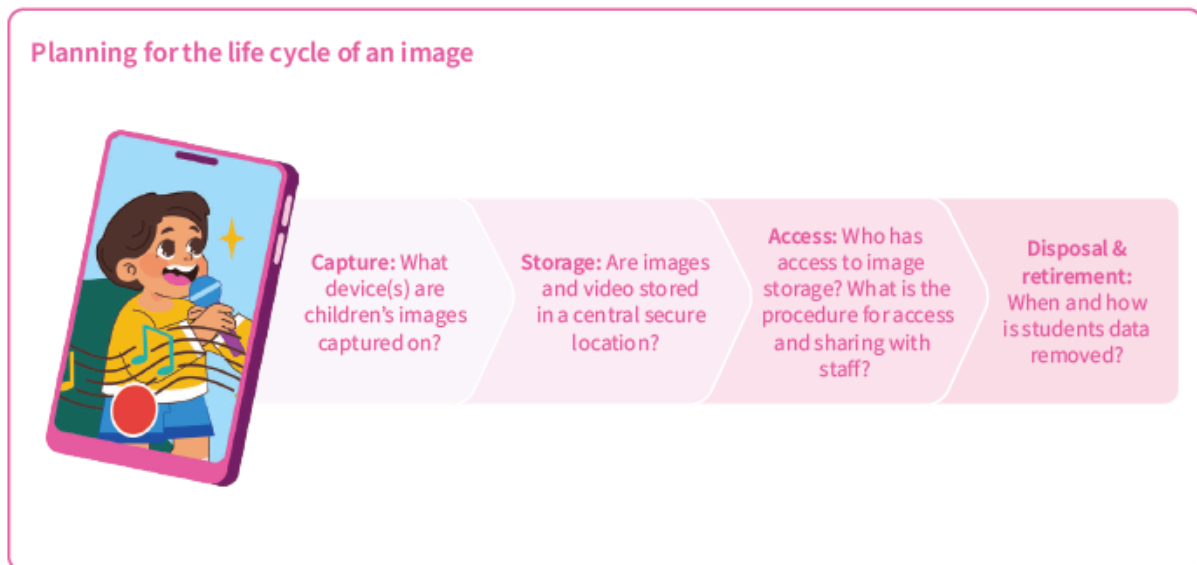 Planning for the life cycle of an image
Capture: What
device(s) are
children's images
captured on?
Storage: Are images
and video stored
in a central secure
location?
Access: Who has
access to image
storage? What is the
procedure for access
and sharing with
staff?
Disposal &
retirement:
When and how
is students data
removed?